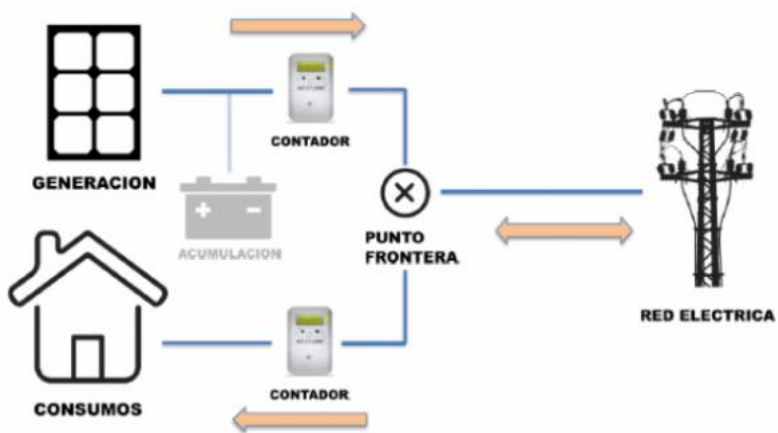 CONTADOR
GENERACION
+ -
ACUMULACION
PUNTO
FRONTERA
RED ELECTRICA
CONTADOR
CONSUMOS